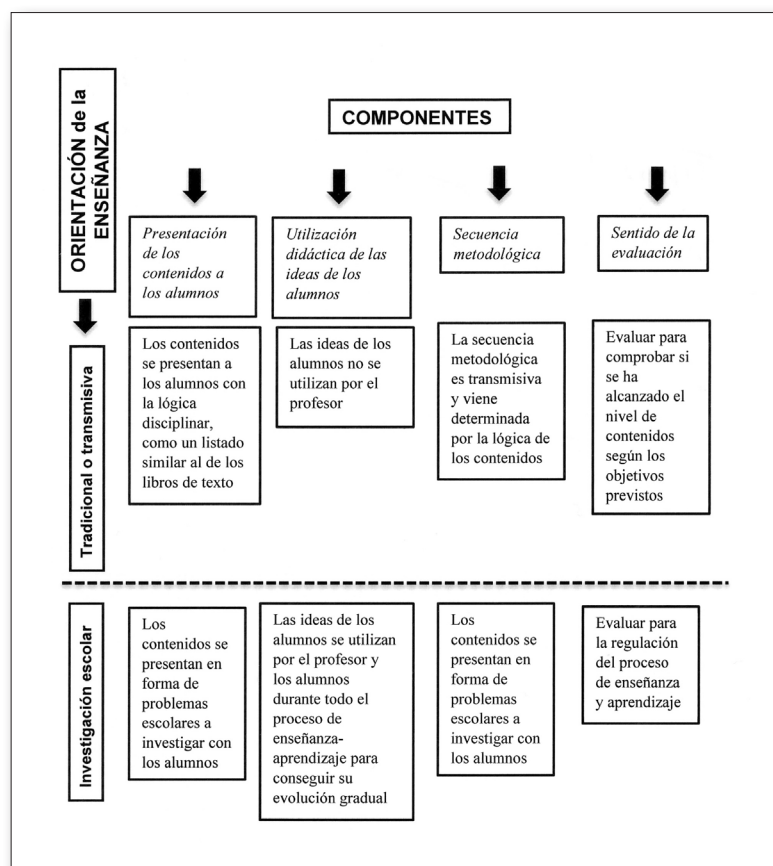 ORIENTACIÓN de la
ENSEÑANZA
COMPONENTES
Presentación
de los
contenidos a
los alumnos
Utilización
didáctica de las
ideas de los
alumnos
Secuencia
metodológica
Sentido de la
evaluación
Tradicional o transmisiva
Los contenidos
se presentan a
los alumnos con
la lógica
disciplinar,
como un listado
similar al de los
libros de texto
Las ideas de los
alumnos no se
utilizan por el
profesor
La secuencia
metodológica
es transmisiva
y viene
determinada
por la lógica de
los contenidos
Evaluar para
comprobar si
se ha
alcanzado el
nivel de
contenidos
según los
objetivos
previstos
Investigación escolar
Los
contenidos se
presentan en
forma de
problemas
escolares a
investigar con
los alumnos
Las ideas de los
alumnos se utilizan
por el profesor y
los alumnos
durante todo el
proceso de
enseñanza-
aprendizaje para
conseguir su
evolución gradual
Los
contenidos se
presentan en
forma de
problemas
escolares a
investigar con
los alumnos
Evaluar para
la regulación
del proceso
de enseñanza
y aprendizaje